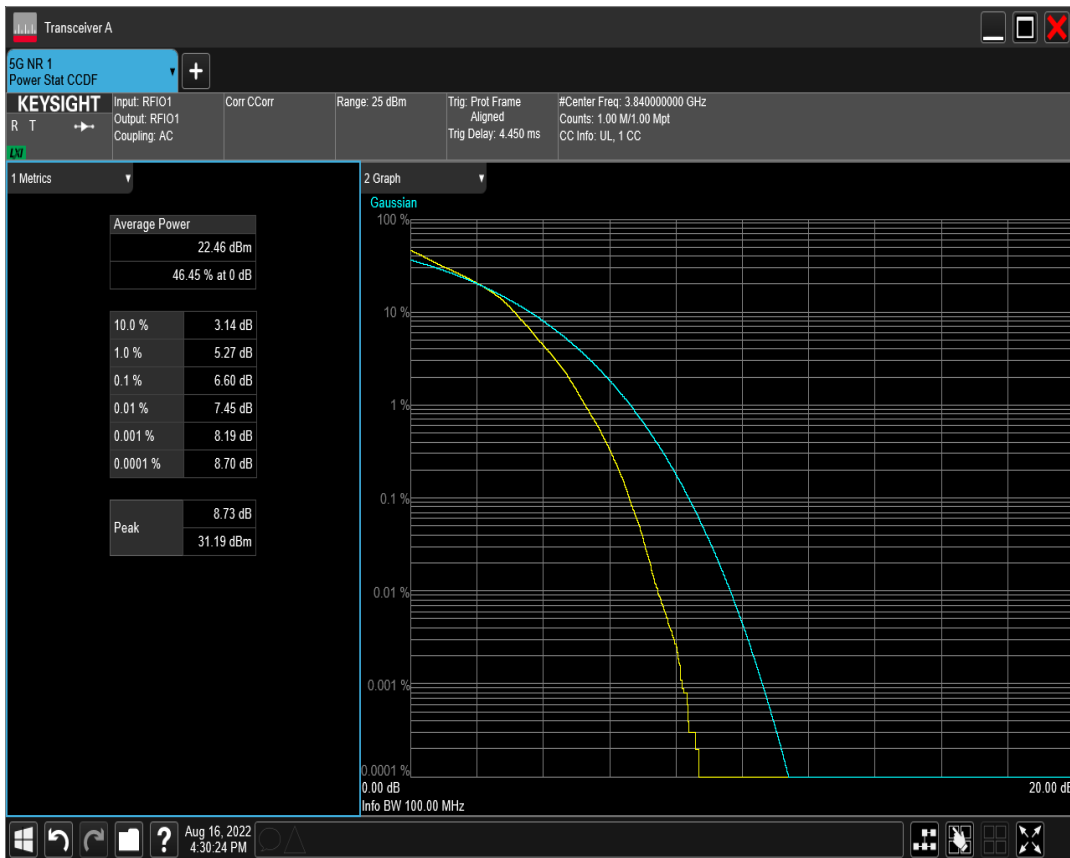 Transceiver A
5G NR 1
Power Stat CCDF
KEYSIGHT
R T
LXI
Input: RFIO1
Output: RFIO1
Coupling: AC
Corr CCorr
Range: 25 dBm
Trig: Prot Frame
Aligned
Trig Delay: 4.450 ms
#Center Freq: 3.840000000 GHz
Counts: 1.00 M/1.00 Mpt
CC Info: UL, 1 CC
1 Metrics
Average Power
22.46 dBm
46.45 % at 0 dB
10.0 % 3.14 dB
1.0 % 5.27 dB
0.1 % 6.60 dB
0.01 % 7.45 dB
0.001 % 8.19 dB
0.0001 % 8.70 dB
Peak
8.73 dB
31.19 dBm
2 Graph
Gaussian
100 %
10 %
1 %
0.1 %
0.01 %
0.001 %
0.0001 %
0.00 dB 20.00 dB
Info BW 100.00 MHz
?
Aug 16, 2022
4:30:24 PM